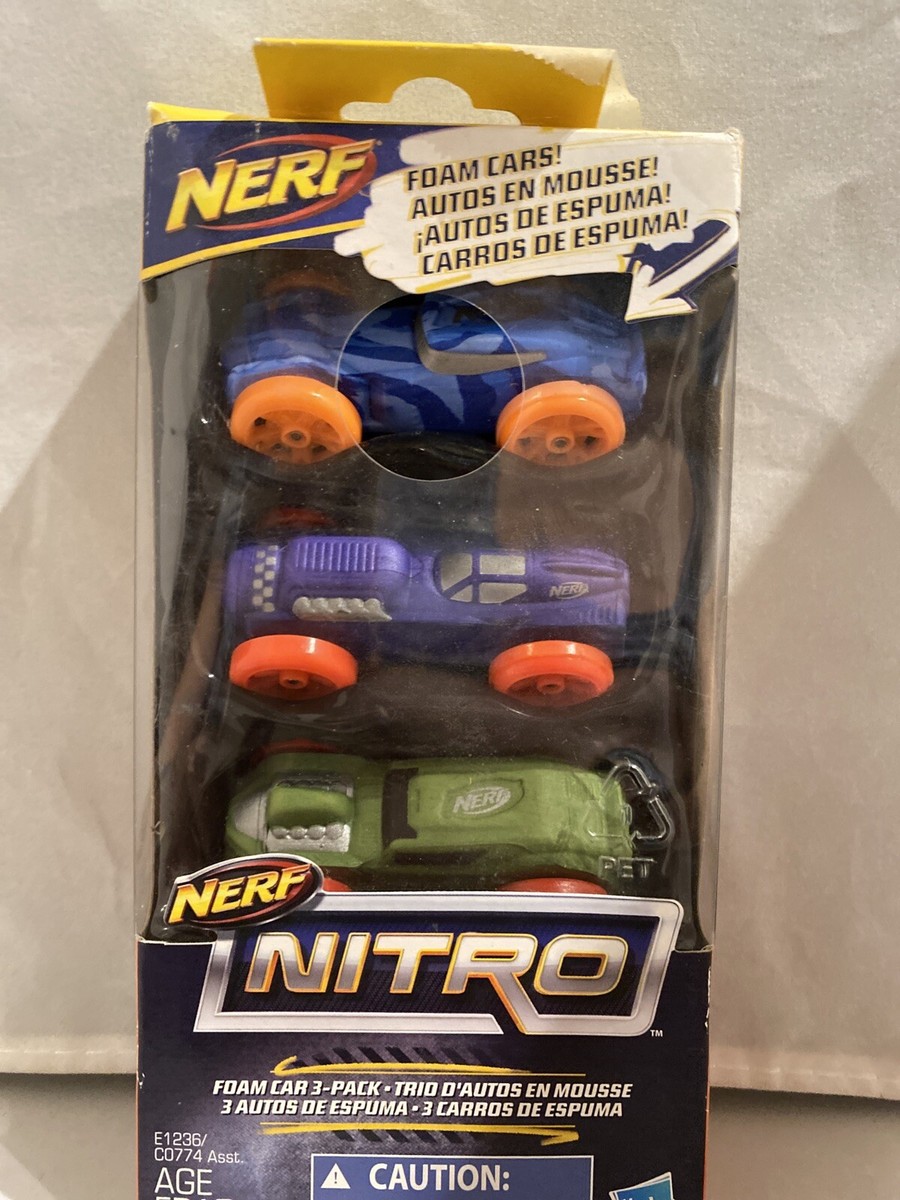 NERF
FOAM CARS!
AUTOS EN MOUSSE!
¡AUTOS DE ESPUMA!
CARROS DE ESPUMA!
NERF
NERF
PET
NERF
NITRO
TM
FOAM CAR 3-PACK • TRIO D'AUTOS EN MOUSSE
3 AUTOS DE ESPUMA • 3 CARROS DE ESPUMA
E1236/
C0774 Asst.
AGE
CAUTION: